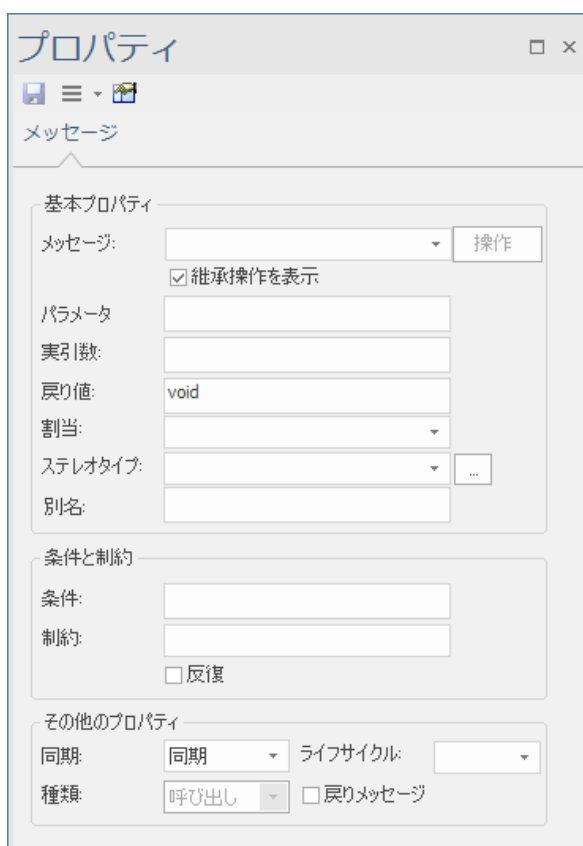 プロパティ
メッセージ
基本プロパティ
メッセージ: 操作
継承操作を表示
パラメータ
実引数:
戻り値: void
割当:
ステレオタイプ: ...
別名:
条件と制約
条件:
制約:
反復
その他のプロパティ
同期: 同期 ライフサイクル:
種類: 呼び出し 戻りメッセージ